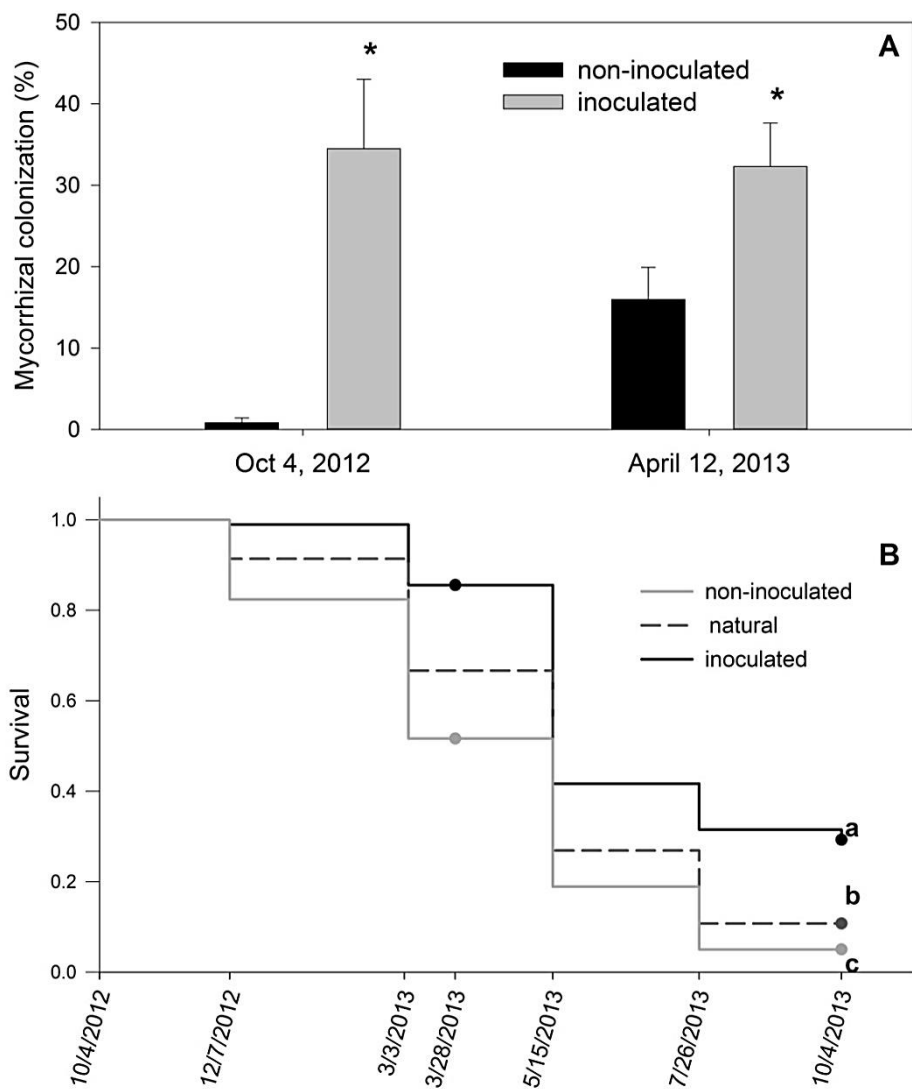 50
A
*
non-inoculated
40
*
inoculated
30
20
10
0
Mycorrhizal colonization (%)
Oct 4, 2012
April 12, 2013
1.0
B
non-inoculated
natural
inoculated
0.8
0.6
0.4
0.2
0.0
Survival
a
b
c
10/4/2012
12/7/2012
3/3/2013
3/28/2013
5/15/2013
7/26/2013
10/4/2013